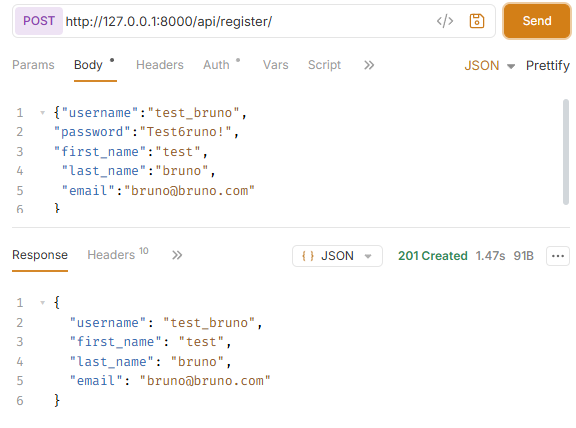 POST http://127.0.0.1:8000/api/register/ </> Send
Params Body Headers Auth Vars Script » JSON Prettify
1 {"username":"test_bruno",
2 "password":"Test6runo!",
3 "first_name":"test",
4 "last_name":"bruno",
5 "email":"bruno@bruno.com"
6 }
Response Headers 10 » { } JSON 201 Created 1.47s 91B ...
1 {
2 "username": "test_bruno",
3 "first_name": "test",
4 "last_name": "bruno",
5 "email": "bruno@bruno.com"
6 }